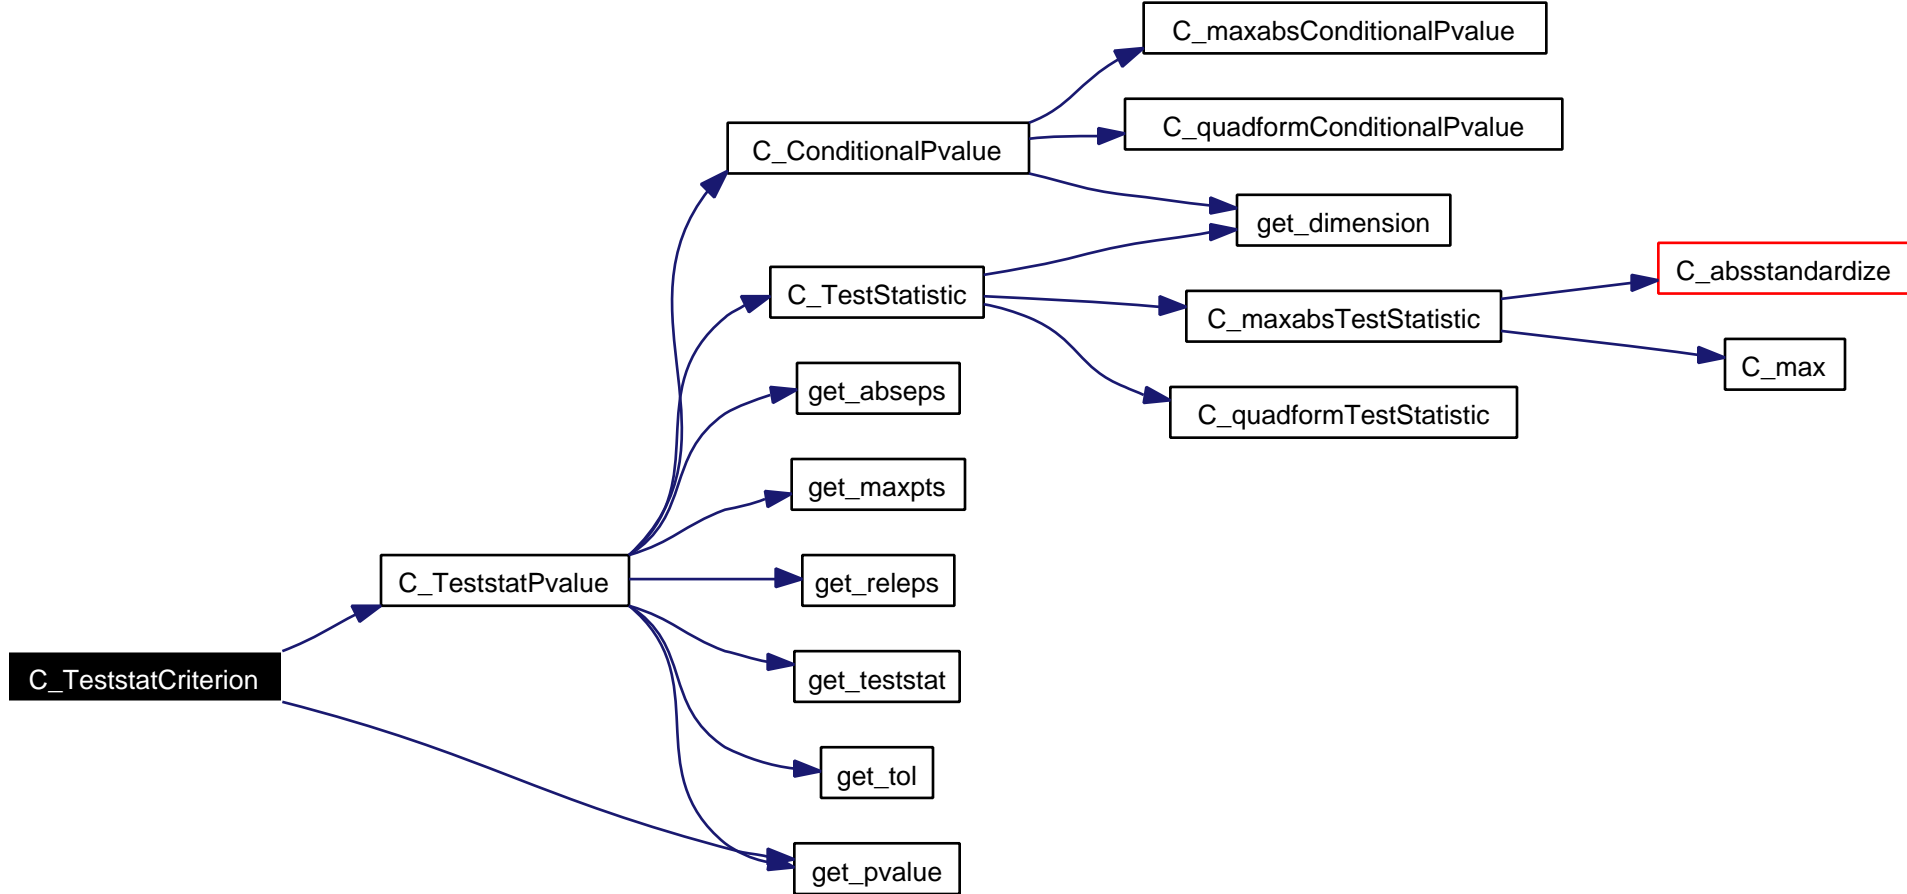 C_maxabsConditionalPvalue
C_quadformConditionalPvalue
C_ConditionalPvalue
get_dimension
C_absstandardize
C_TestStatistic
C_maxabsTestStatistic
C_max
get_abseps
C_quadformTestStatistic
get_maxpts
C_TeststatPvalue
get_releps
C_TeststatCriterion
get_teststat
get_tol
get_pvalue